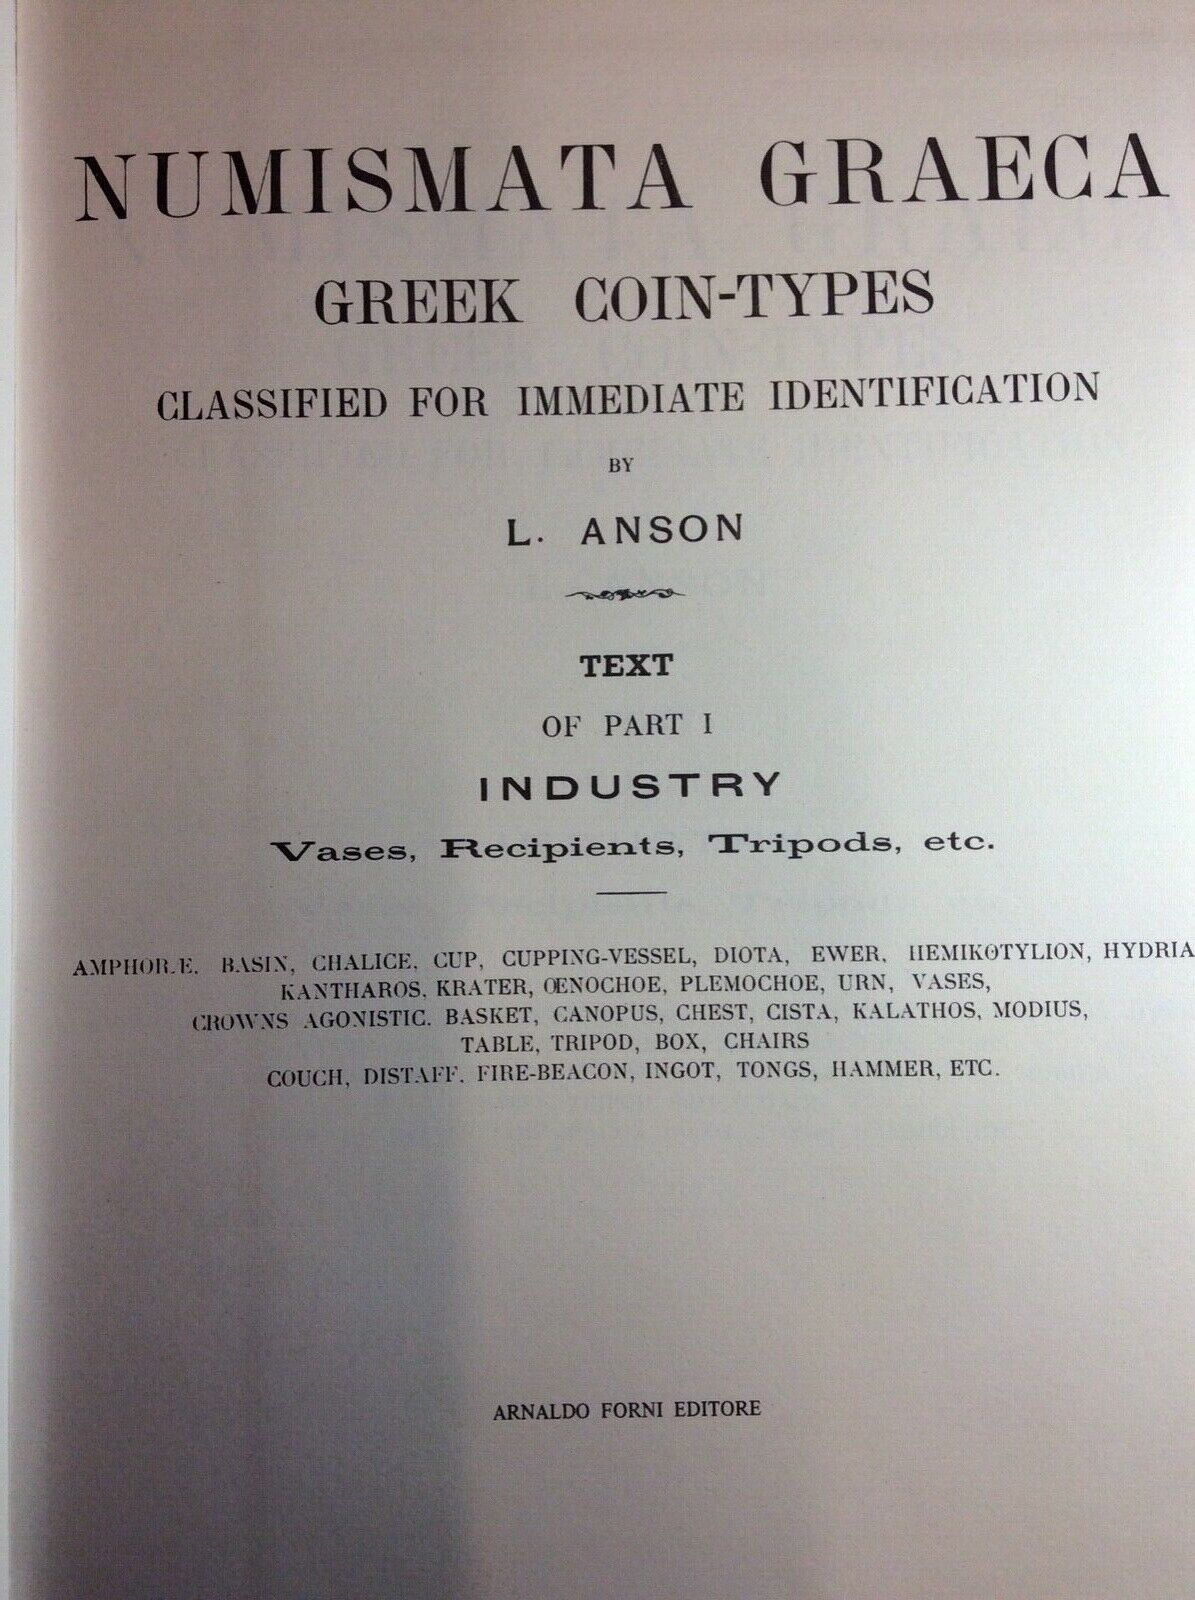 NUMISMATA GRAECA
GREEK COIN-TYPES
CLASSIFIED FOR IMMEDIATE IDENTIFICATION
BY
L. ANSON
TEXT
OF PART I
INDUSTRY
Vases, Recipients, Tripods, etc.
AMPHORÆ, BASIN, CHALICE, CUP, CUPPING-VESSEL, DIOTA, EWER, HEMIKOTYLION, HYDRIA
KANTHAROS, KRATER, ŒNOCHOE, PLEMOCHOE, URN, VASES,
CROWNS AGONISTIC. BASKET, CANOPUS, CHEST, CISTA, KALATHOS, MODIUS,
TABLE, TRIPOD, BOX, CHAIRS
COUCH, DISTAFF, FIRE-BEACON, INGOT, TONGS, HAMMER, ETC.
ARNALDO FORNI EDITORE